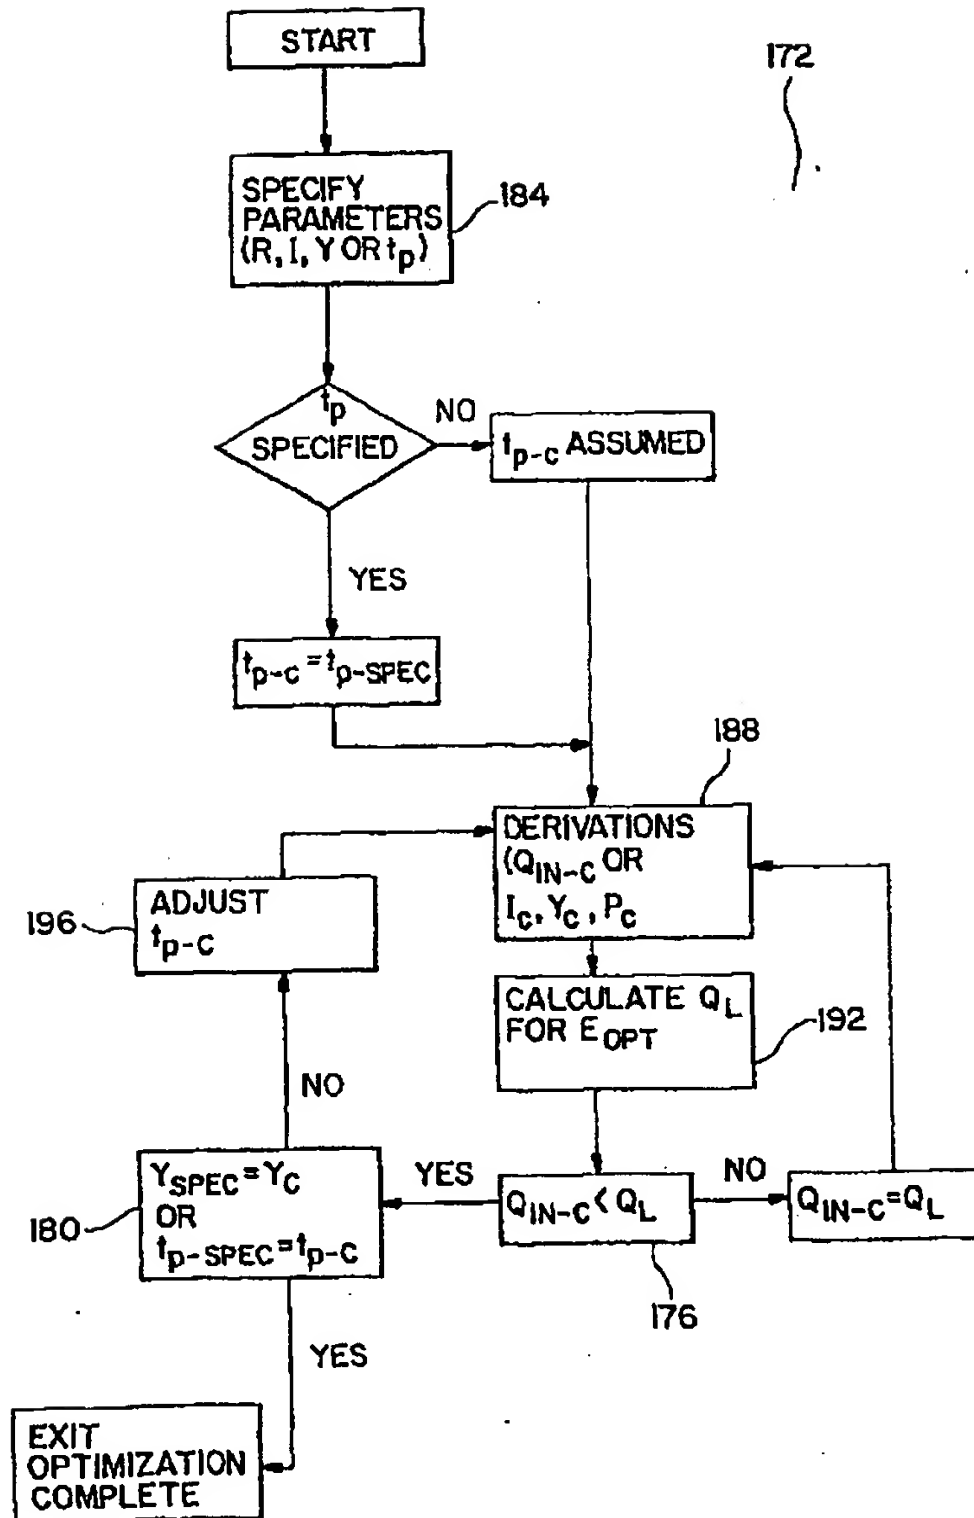 START
172
SPECIFY
PARAMETERS
(R, I, Y OR tp)
184
tp
SPECIFIED
NO
tp-c ASSUMED
YES
tp-c = tp-SPEC
188
DERIVATIONS
(QIN-C OR
Ic, Yc, Pc
ADJUST
tp-c
196
CALCULATE QL
FOR EOPT
192
NO
YSPEC = YC
OR
tp-SPEC = tp-c
180
YES
QIN-C < QL
NO
QIN-C = QL
176
YES
EXIT
OPTIMIZATION
COMPLETE